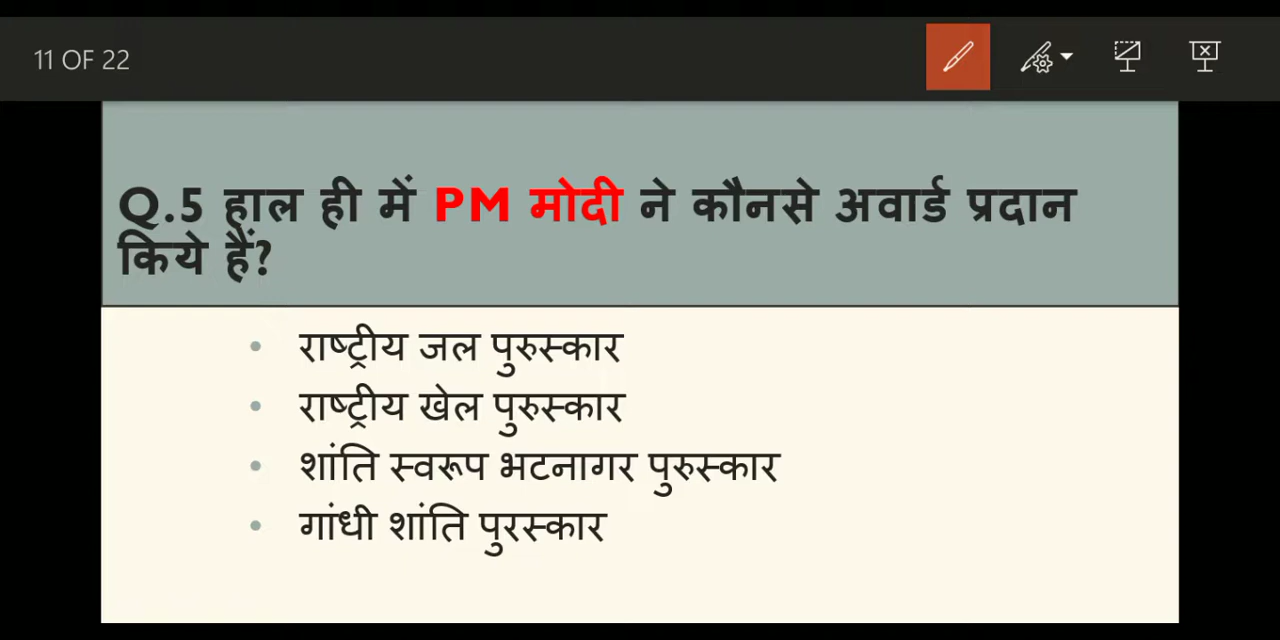 11 OF 22
Q.5 हाल ही में PM मोदी ने कौनसे अवार्ड प्रदान
किये हैं?
• राष्ट्रीय जल पुरुस्कार
• राष्ट्रीय खेल पुरुस्कार
• शांति स्वरूप भटनागर पुरुस्कार
• गांधी शांति पुरस्कार